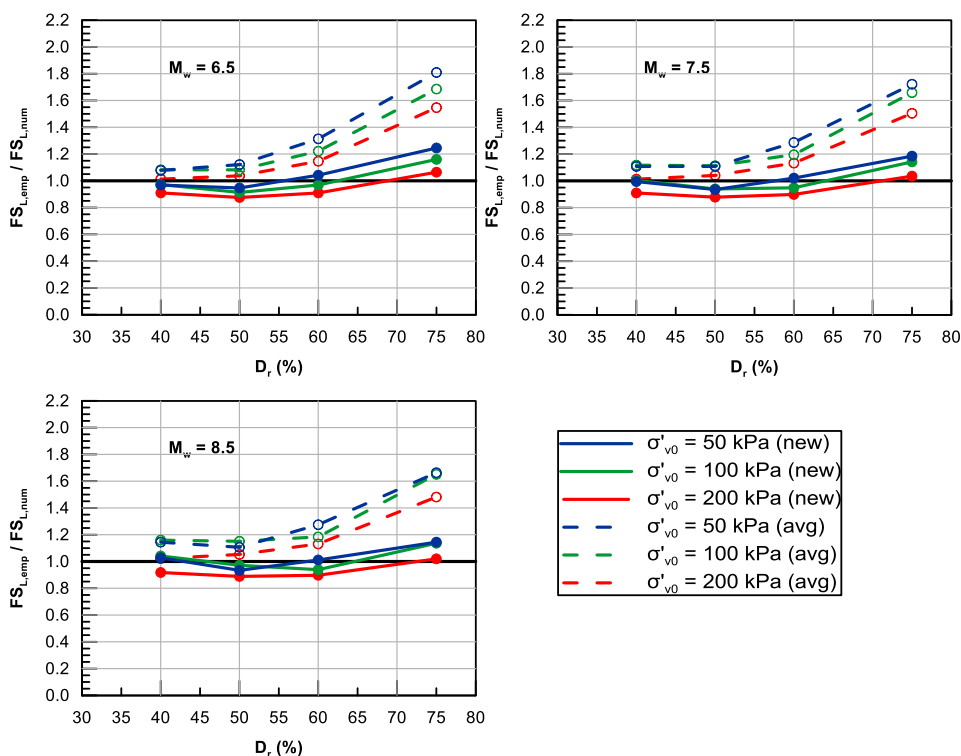 2.2
2.0
1.8
1.6
1.4
1.2
1.0
0.8
0.6
0.4
0.2
0.0
FS_L,emp / FS_L,num
M_w = 6.5
30 35 40 45 50 55 60 65 70 75 80
D_r (%)
2.2
2.0
1.8
1.6
1.4
1.2
1.0
0.8
0.6
0.4
0.2
0.0
FS_L,emp / FS_L,num
M_w = 7.5
30 35 40 45 50 55 60 65 70 75 80
D_r (%)
2.2
2.0
1.8
1.6
1.4
1.2
1.0
0.8
0.6
0.4
0.2
0.0
FS_L,emp / FS_L,num
M_w = 8.5
30 35 40 45 50 55 60 65 70 75 80
D_r (%)
σ'_v0 = 50 kPa (new)
σ'_v0 = 100 kPa (new)
σ'_v0 = 200 kPa (new)
σ'_v0 = 50 kPa (avg)
σ'_v0 = 100 kPa (avg)
σ'_v0 = 200 kPa (avg)